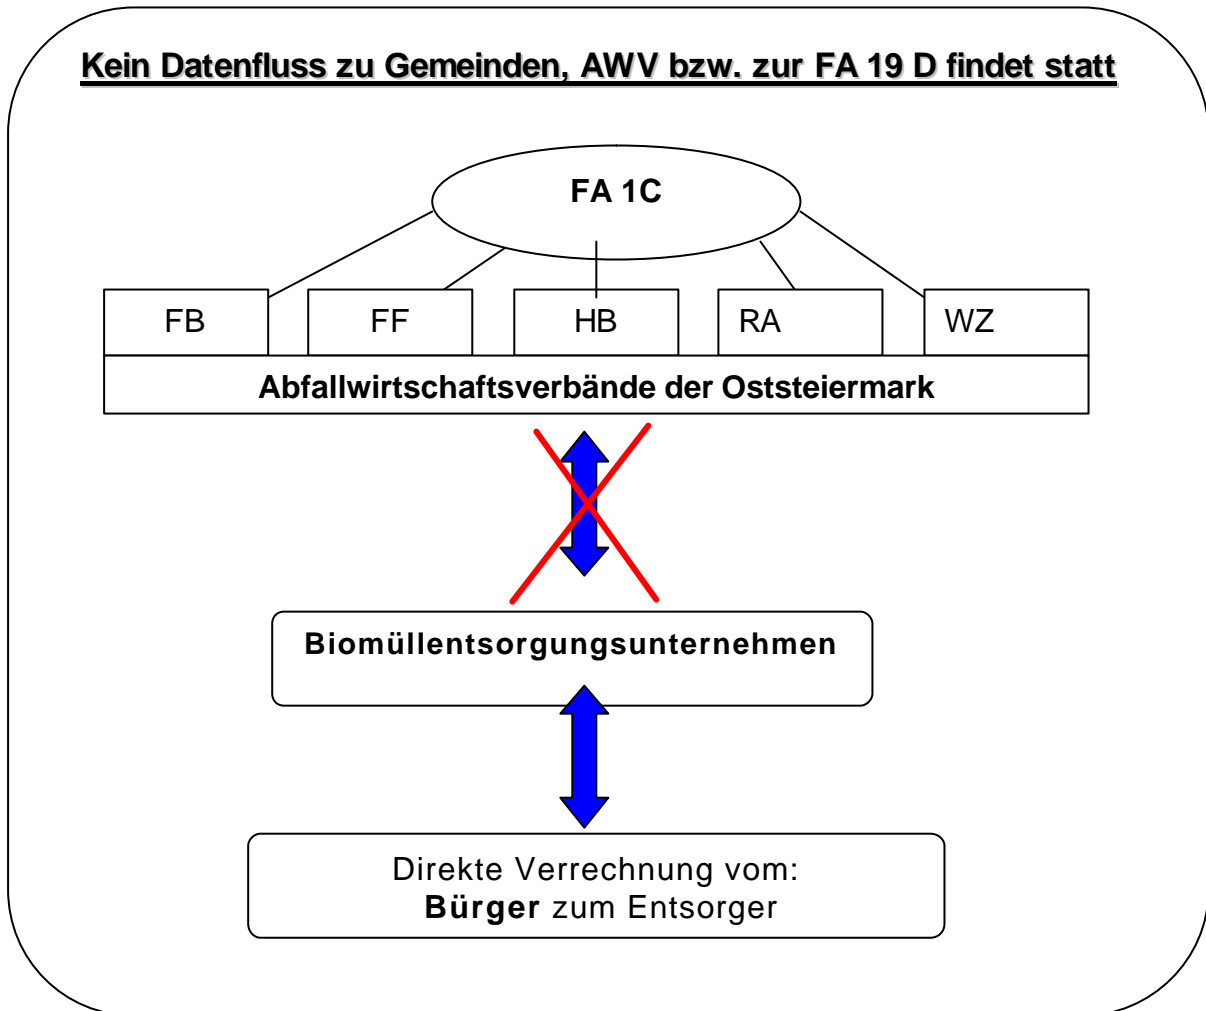 Kein Datenfluss zu Gemeinden, AWV bzw. zur FA 19 D findet statt
FA 1C
FB FF HB RA WZ
Abfallwirtschaftsverbände der Oststeiermark
Biomüllentsorgungsunternehmen
Direkte Verrechnung vom:
Bürger zum Entsorger